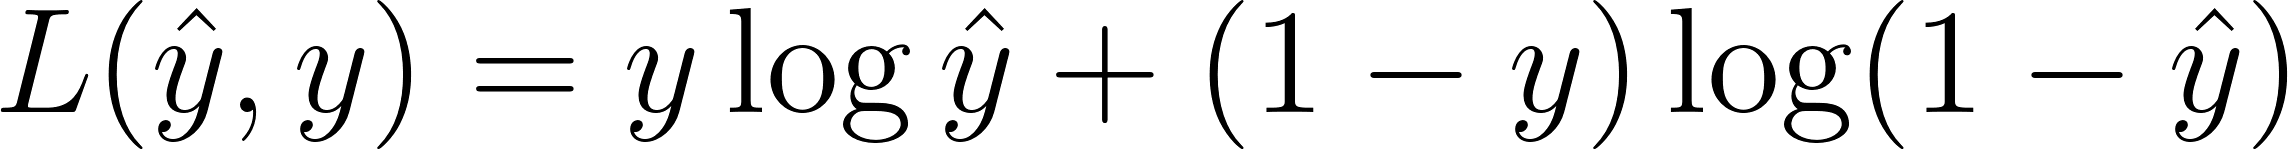 L(ŷ, y) = y log ŷ + (1 − y) log(1 − ŷ)